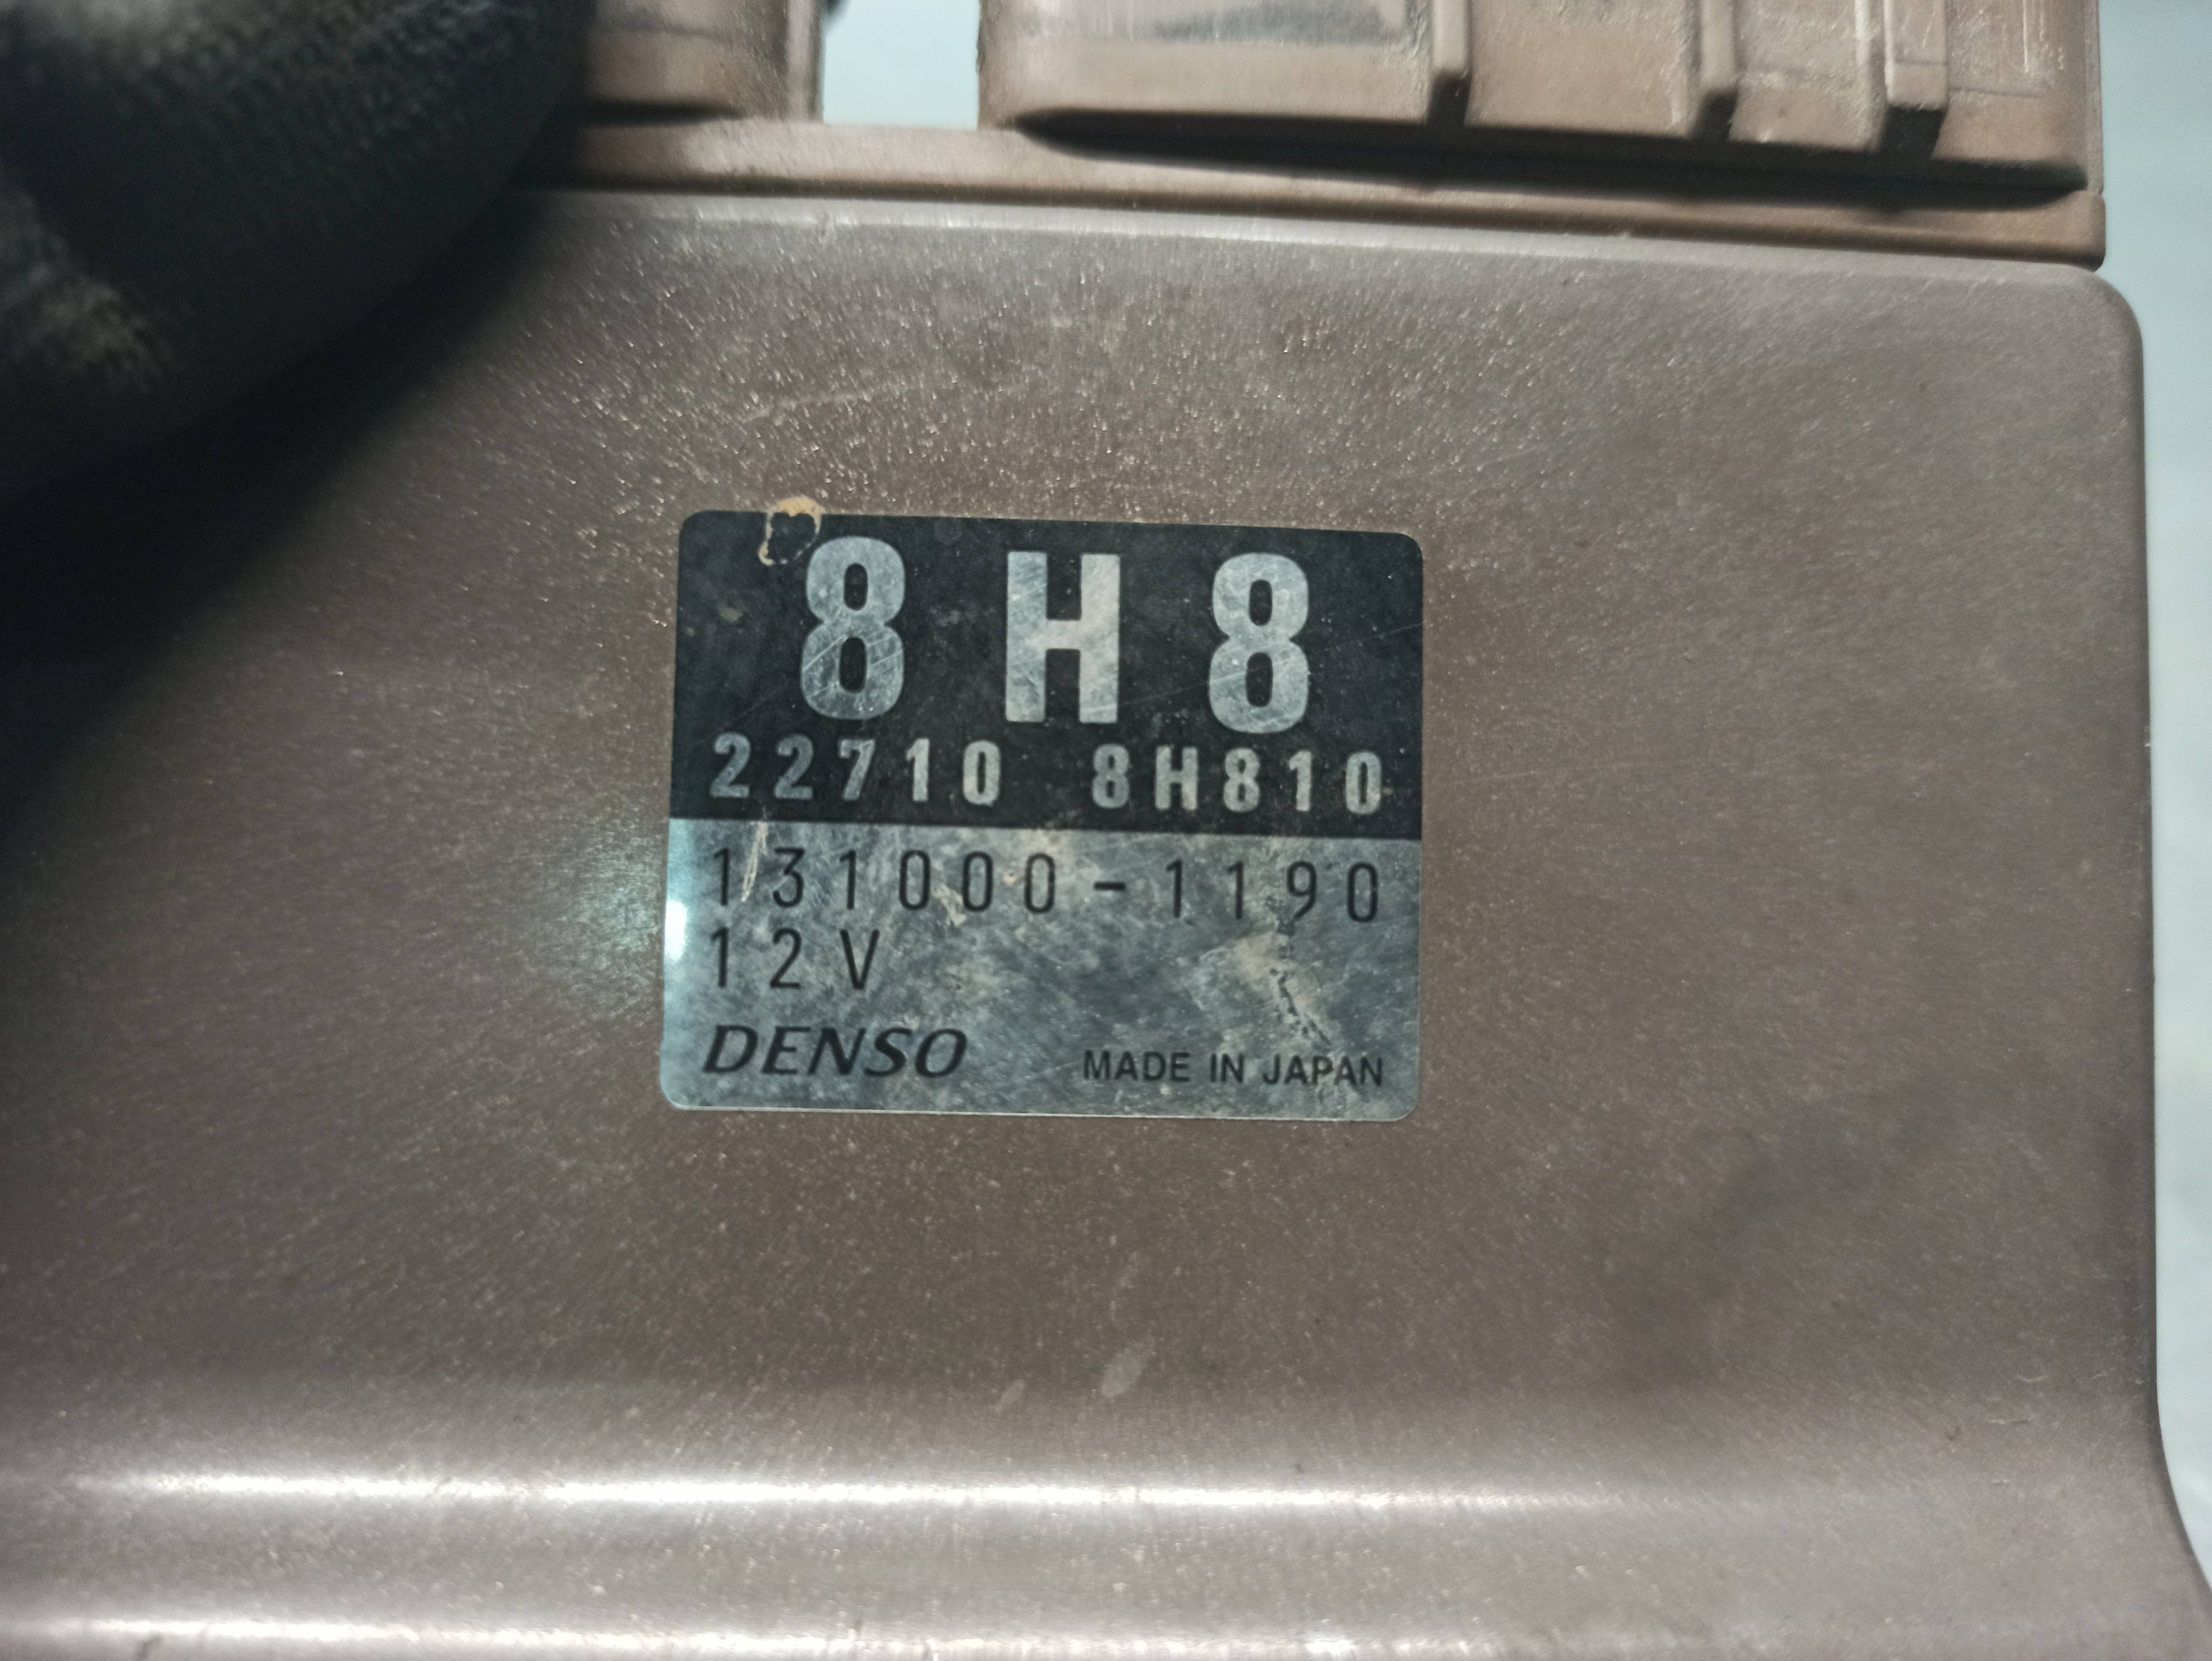 8H8
22710 8H810
131000-1190
12V
DENSO MADE IN JAPAN